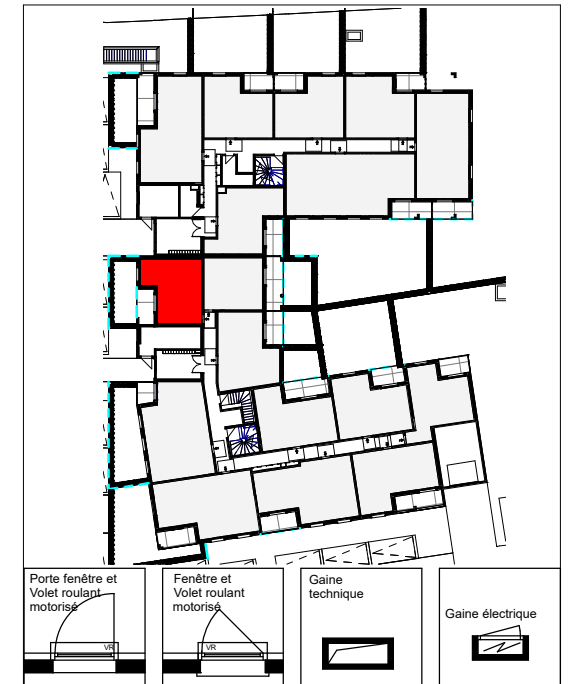 Porte fenêtre et
Volet roulant
motorisé
VR
Fenêtre et
Volet roulant
motorisé
VR
Gaine
technique
Gaine électrique